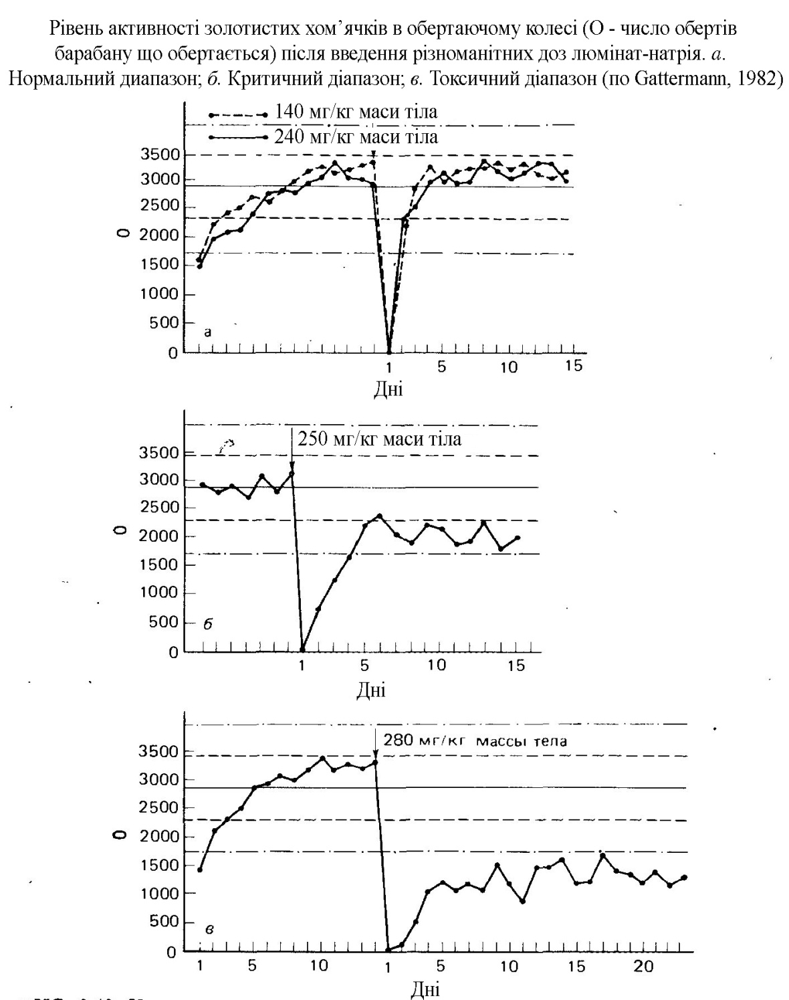 Рівень активності золотистих хом’ячків в обертаючому колесі (О - число обертів
барабану що обертається) після введення різноманітних доз люмінат-натрія. а.
Нормальний диапазон; б. Критичний діапазон; в. Токсичний діапазон (по Gattermann, 1982)
140 мг/кг маси тіла
240 мг/кг маси тіла
3500
3000
2500
О 2000
1500
1000
500
а
0
1 5 10 15
Дні
250 мг/кг маси тіла
3500
3000
2500
О 2000
1500
1000
500
б
0
1 5 10 15
Дні
280 мг/кг массы тела
3500
3000
2500
О 2000
1500
1000
500
в
0
1 5 10 1 5 10 15 20
Дні